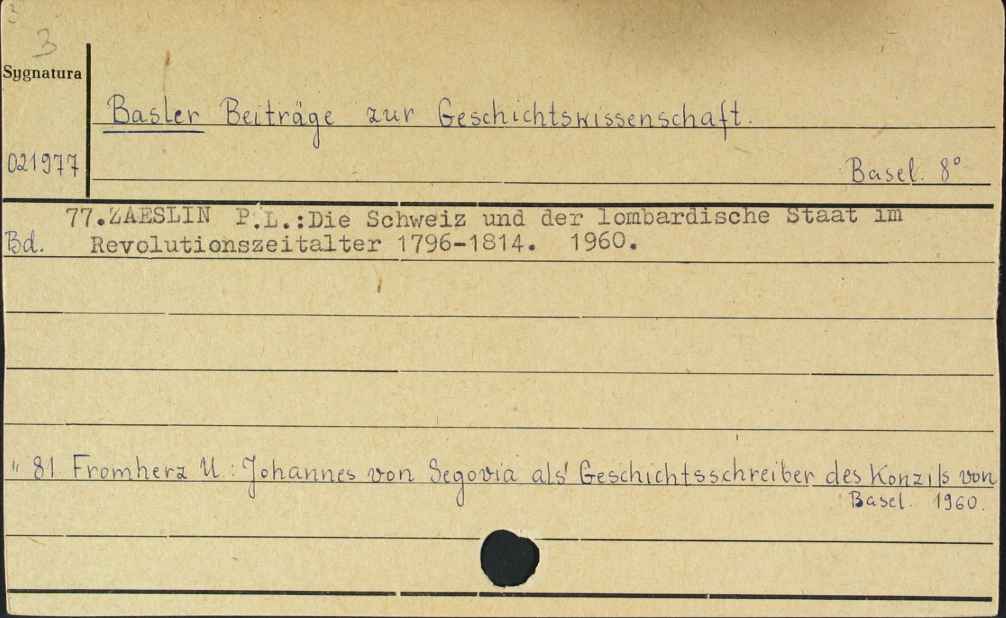 3
Sygnatura
Basler Beiträge zur Geschichtswissenschaft.
021977
Basel. 8°
77.ZAESLIN P.L.:Die Schweiz und der lombardische Staat im
Bd. Revolutionszeitalter 1796-1814. 1960.
" 81 Fromherz U.: Johannes von Segovia als Geschichtsschreiber des Konzils von
Basel. 1960.